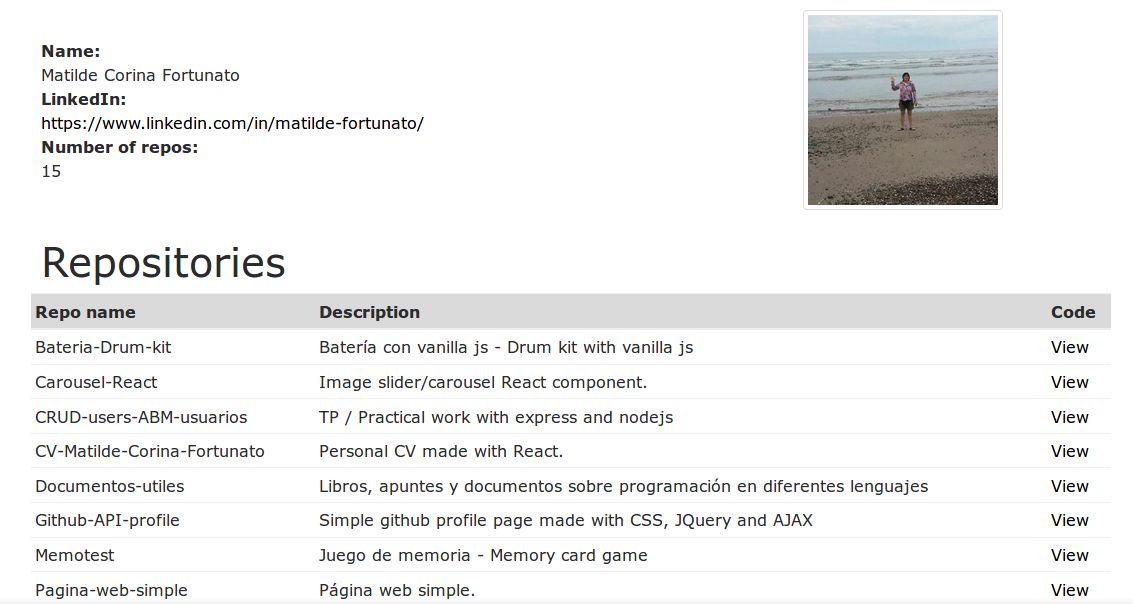 Name:
Matilde Corina Fortunato
LinkedIn:
https://www.linkedin.com/in/matilde-fortunato/
Number of repos:
15
Repositories
Repo name Description Code
Bateria-Drum-kit Batería con vanilla js - Drum kit with vanilla js View
Carousel-React Image slider/carousel React component. View
CRUD-users-ABM-usuarios TP / Practical work with express and nodejs View
CV-Matilde-Corina-Fortunato Personal CV made with React. View
Documentos-utiles Libros, apuntes y documentos sobre programación en diferentes lenguajes View
Github-API-profile Simple github profile page made with CSS, JQuery and AJAX View
Memotest Juego de memoria - Memory card game View
Pagina-web-simple Página web simple. View